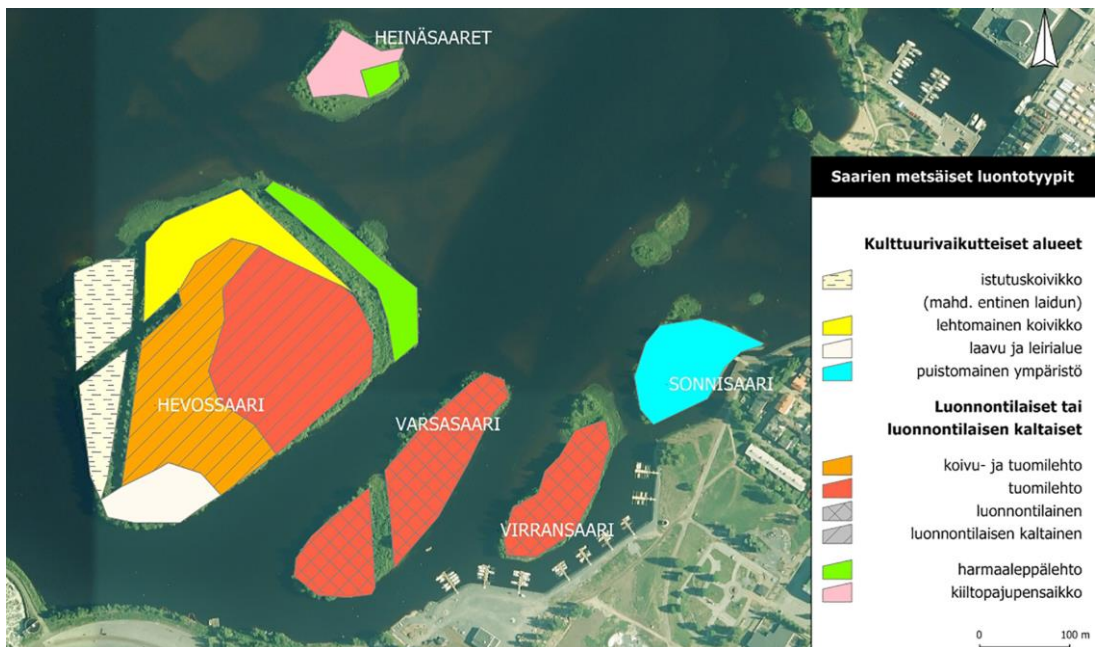 HEINÄSAARET
HEVOSSAARI
VARSASAARI
VIRRANSAARI
SONNISAARI
Saarien metsäiset luontotyypit
Kulttuurivaikutteiset alueet
istutuskoivikko
(mahd. entinen laidun)
lehtomainen koivikko
laavu ja leirialue
puistomainen ympäristö
Luonnontilaiset tai
luonnontilaisen kaltaiset
koivu- ja tuomilehto
tuomilehto
luonnontilainen
luonnontilaisen kaltainen
harmaaleppälehto
kiiltopajupensaikko
0 100 m